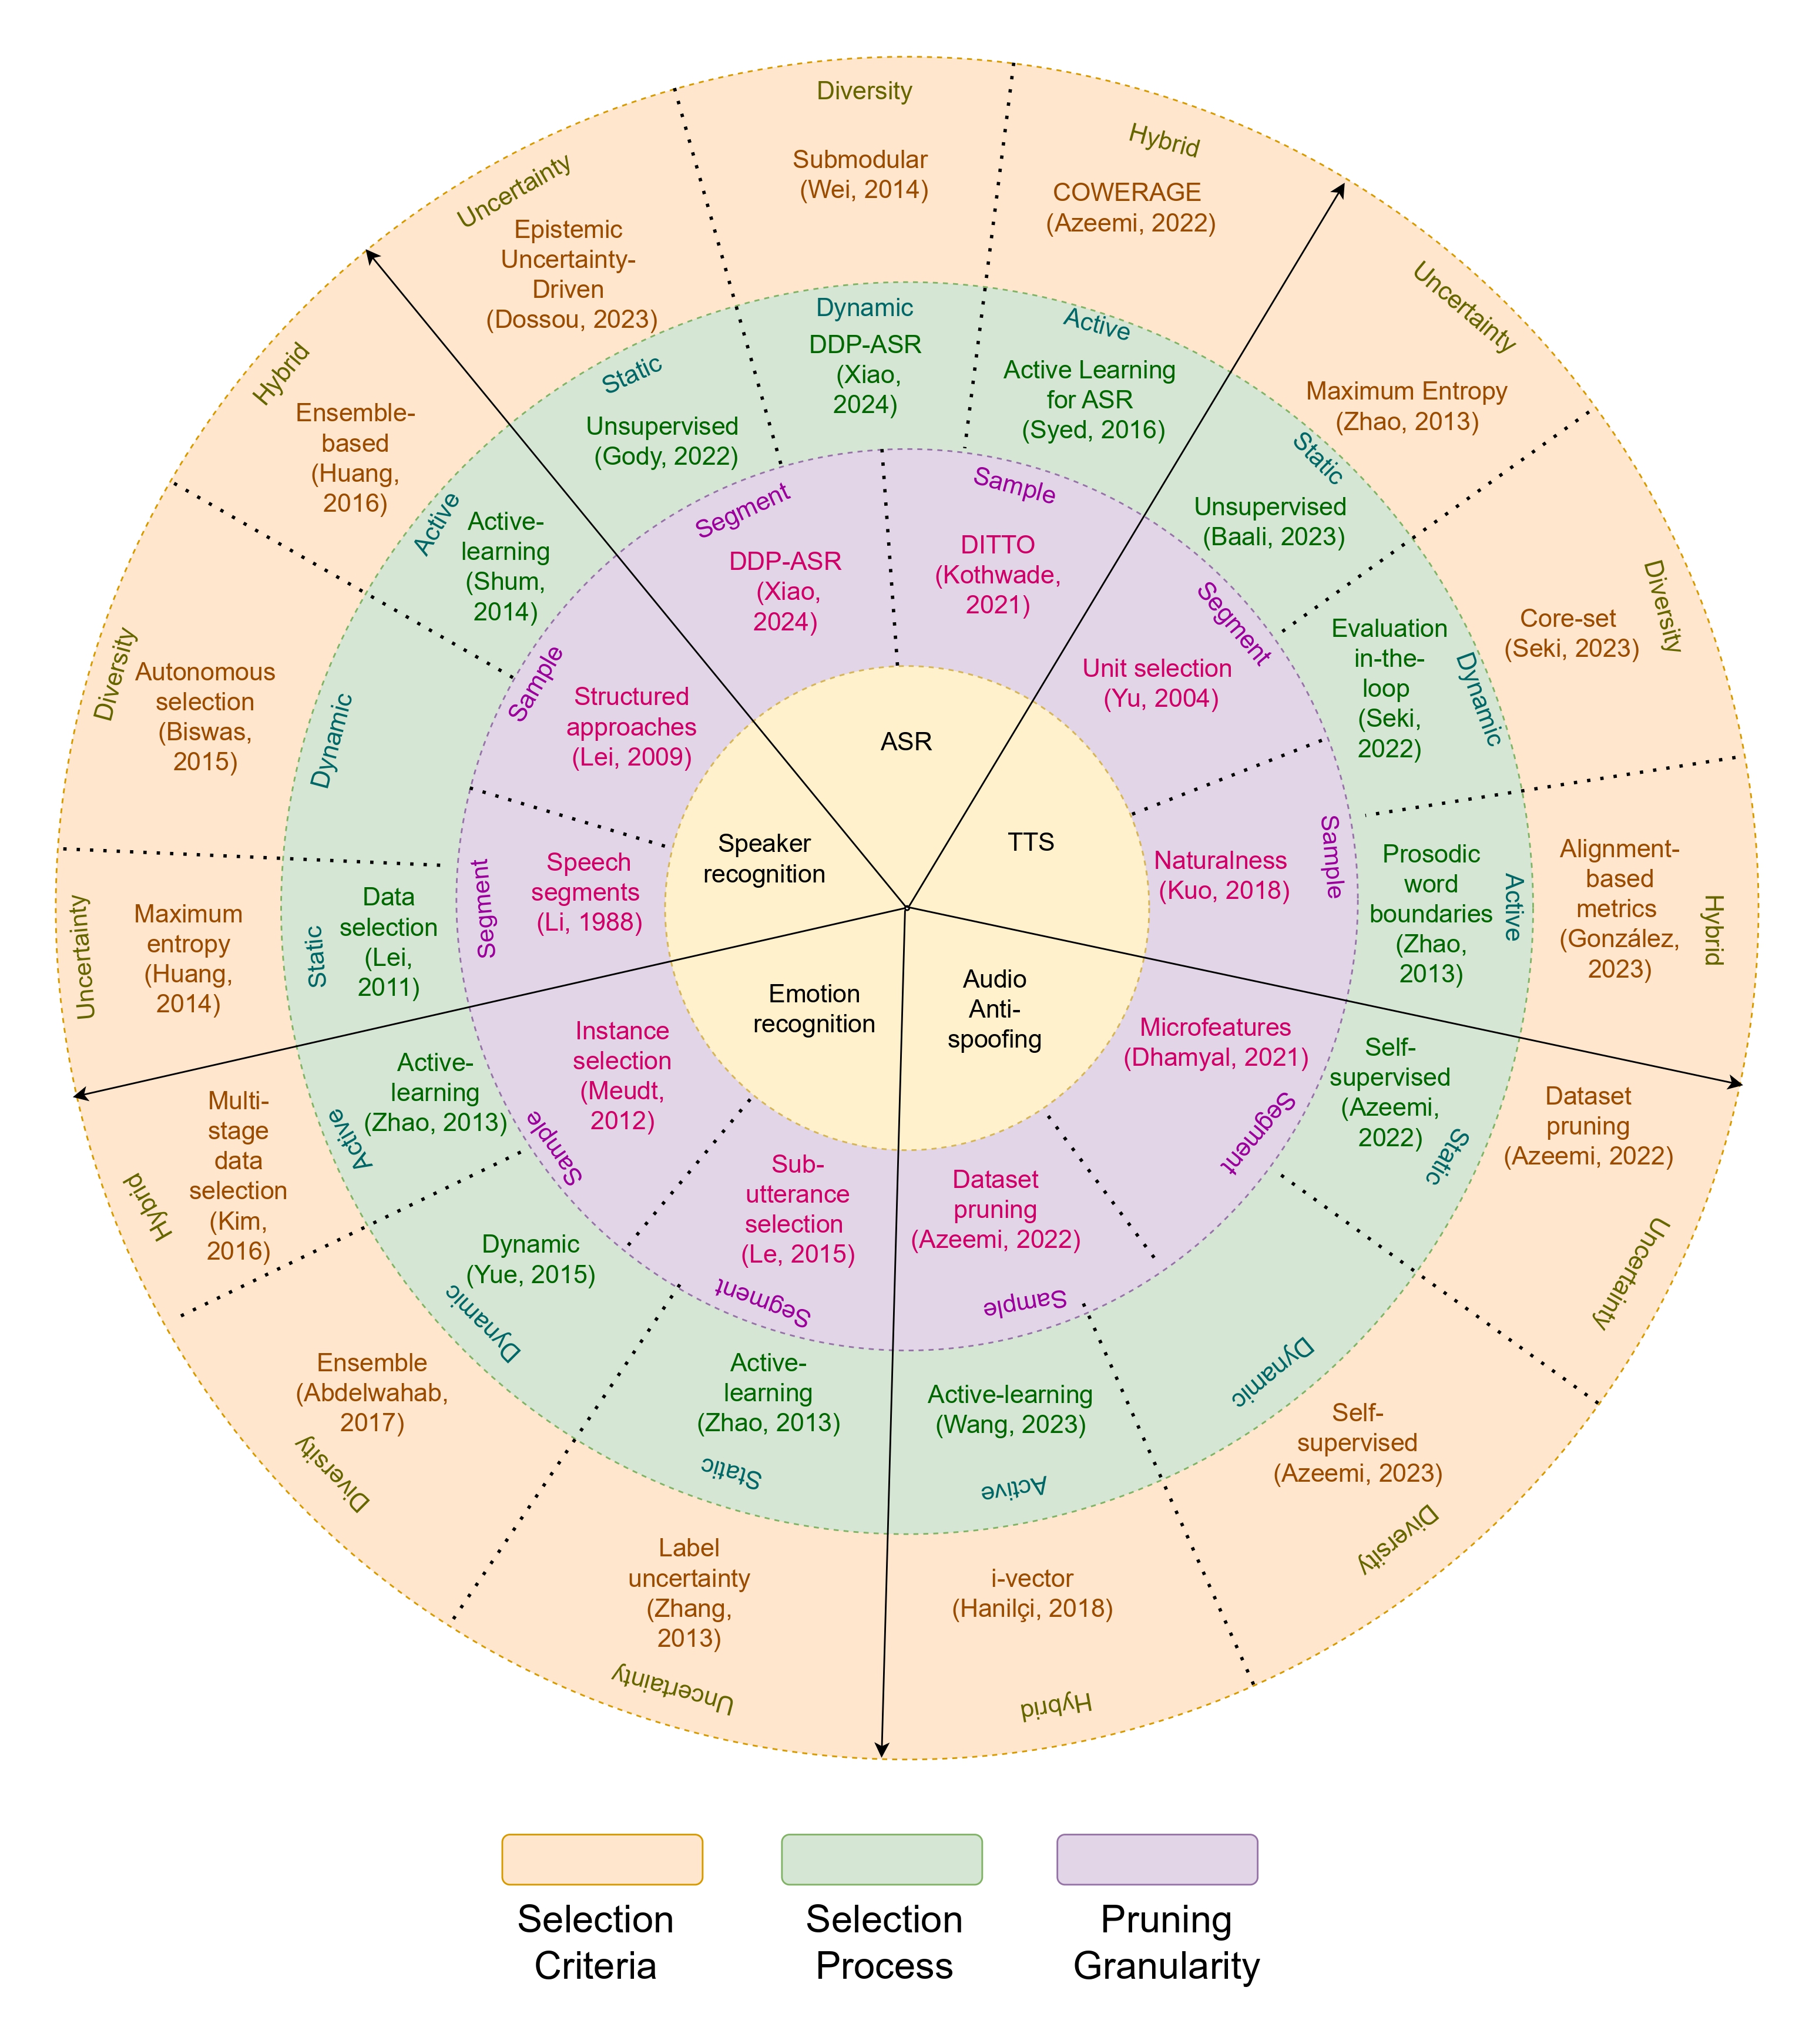 Diversity
Submodular
(Wei, 2014)
Hybrid
COWERAGE
(Azeemi, 2022)
Uncertainty
Epistemic
Uncertainty-
Driven
(Dossou, 2023)
Dynamic
DDP-ASR
(Xiao,
2024)
Active
Active Learning
for ASR
(Syed, 2016)
Static
Unsupervised
(Gody, 2022)
Segment
DDP-ASR
(Xiao,
2024)
Sample
DITTO
(Kothwade,
2021)
ASR
Uncertainty
Maximum Entropy
(Zhao, 2013)
Diversity
Core-set
(Seki, 2023)
Hybrid
Alignment-
based
metrics
(González,
2023)
Static
Unsupervised
(Baali, 2023)
Dynamic
Evaluation
in-the-
loop
(Seki,
2022)
Active
Prosodic
word
boundaries
(Zhao,
2013)
Segment
Unit selection
(Yu, 2004)
Sample
Naturalness
(Kuo, 2018)
TTS
Uncertainty
Dataset
pruning
(Azeemi, 2022)
Diversity
Self-
supervised
(Azeemi, 2023)
Hybrid
i-vector
(Hanilçi, 2018)
Static
Self-
supervised
(Azeemi,
2022)
Dynamic
Active
Active-learning
(Wang, 2023)
Segment
Microfeatures
(Dhamyal, 2021)
Sample
Dataset
pruning
(Azeemi, 2022)
Audio
Anti-
spoofing
Uncertainty
Label
uncertainty
(Zhang,
2013)
Diversity
Ensemble
(Abdelwahab,
2017)
Hybrid
Multi-
stage
data
selection
(Kim,
2016)
Static
Active-
learning
(Zhao, 2013)
Dynamic
Dynamic
(Yue, 2015)
Active
Active-
learning
(Zhao, 2013)
Segment
Sub-
utterance
selection
(Le, 2015)
Sample
Instance
selection
(Meudt,
2012)
Emotion
recognition
Uncertainty
Maximum
entropy
(Huang,
2014)
Diversity
Autonomous
selection
(Biswas,
2015)
Hybrid
Ensemble-
based
(Huang,
2016)
Static
Data
selection
(Lei,
2011)
Dynamic
Active
Active-
learning
(Shum,
2014)
Segment
Speech
segments
(Li, 1988)
Sample
Structured
approaches
(Lei, 2009)
Speaker
recognition
Selection
Criteria
Selection
Process
Pruning
Granularity